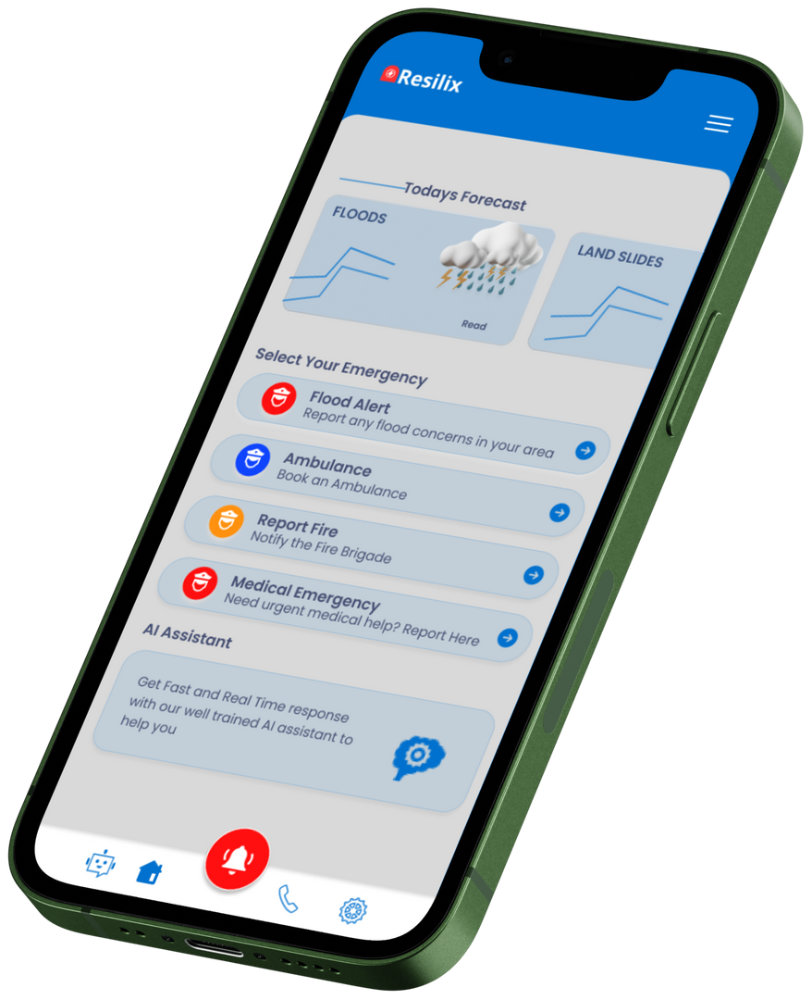 Resilix
Todays Forecast
FLOODS
LAND SLIDES
Read
Select Your Emergency
Flood Alert
Report any flood concerns in your area
Ambulance
Book an Ambulance
Report Fire
Notify the Fire Brigade
Medical Emergency
Need urgent medical help? Report Here
AI Assistant
Get Fast and Real Time response
with our well trained AI assistant to
help you